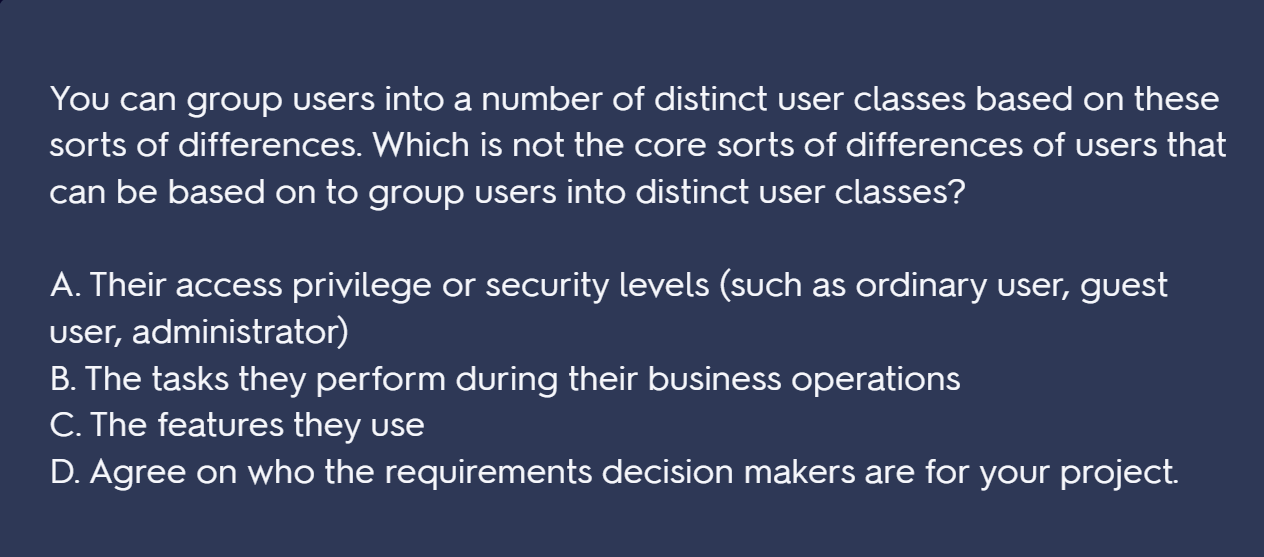 You can group users into a number of distinct user classes based on these
sorts of differences. Which is not the core sorts of differences of users that
can be based on to group users into distinct user classes?
A. Their access privilege or security levels (such as ordinary user, guest
user, administrator)
B. The tasks they perform during their business operations
C. The features they use
D. Agree on who the requirements decision makers are for your project.